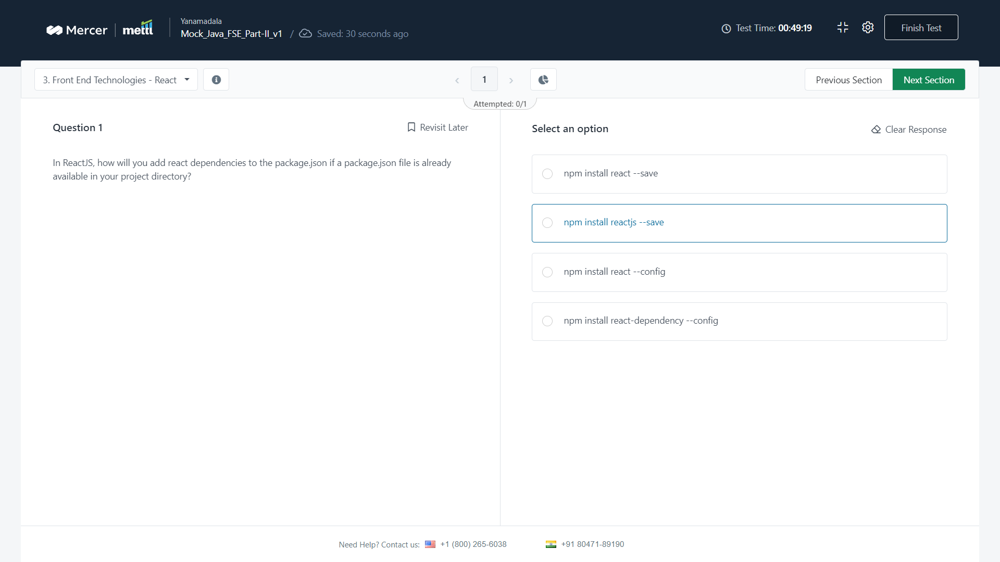 Mercer | mettl
Yanamadala
Mock_Java_FSE_Part-II_v1 / Saved: 30 seconds ago
Test Time: 00:49:19
Finish Test
3. Front End Technologies - React
1
Previous Section
Next Section
Attempted: 0/1
Question 1
Revisit Later
In ReactJS, how will you add react dependencies to the package.json if a package.json file is already
available in your project directory?
Select an option
Clear Response
npm install react --save
npm install reactjs --save
npm install react --config
npm install react-dependency --config
Need Help? Contact us: +1 (800) 265-6038 +91 80471-89190